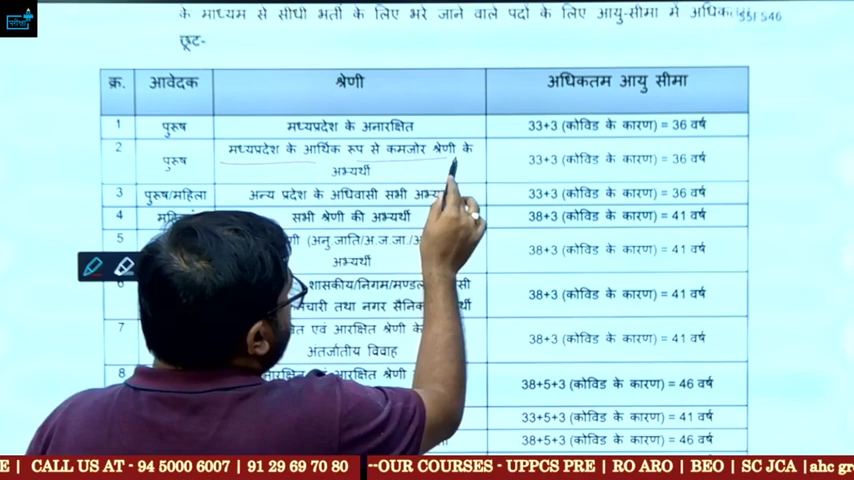 परीक्षा
के माध्यम से सीधी भर्ती के लिए भरे जाने वाले पदों के लिए आयु-सीमा में
छूट-
क्र. आवेदक श्रेणी अधिकतम आयु सीमा
1 पुरूष मध्यप्रदेश के अनारक्षित 33+3 (कोविड के कारण) = 36 वर्ष
2 पुरूष मध्यप्रदेश के आर्थिक रूप से कमजोर श्रेणी के
अभ्यर्थी 33+3 (कोविड के कारण) = 36 वर्ष
3 पुरूष/महिला अन्य प्रदेश के अधिवासी सभी 33+3 (कोविड के कारण) = 36 वर्ष
4 सभी श्रेणी की अभ्यर्थी 38+3 (कोविड के कारण) = 41 वर्ष
5 (अनु जाति/अ.ज.जा./
अभ्यर्थी 38+3 (कोविड के कारण) = 41 वर्ष
शासकीय/निगम/मण्डल
तथा नगर सैनिक 38+3 (कोविड के कारण) = 41 वर्ष
7 एवं आरक्षित श्रेणी के
अंतर्जातीय विवाह 38+3 (कोविड के कारण) = 41 वर्ष
8 आरक्षित श्रेणी 38+5+3 (कोविड के कारण) = 46 वर्ष
33+5+3 (कोविड के कारण) = 41 वर्ष
38+5+3 (कोविड के कारण) = 46 वर्ष
E | CALL US AT - 94 5000 6007 | 91 29 69 70 80 --OUR COURSES - UPPCS PRE | RO ARO | BEO | SC JCA |ahc gr